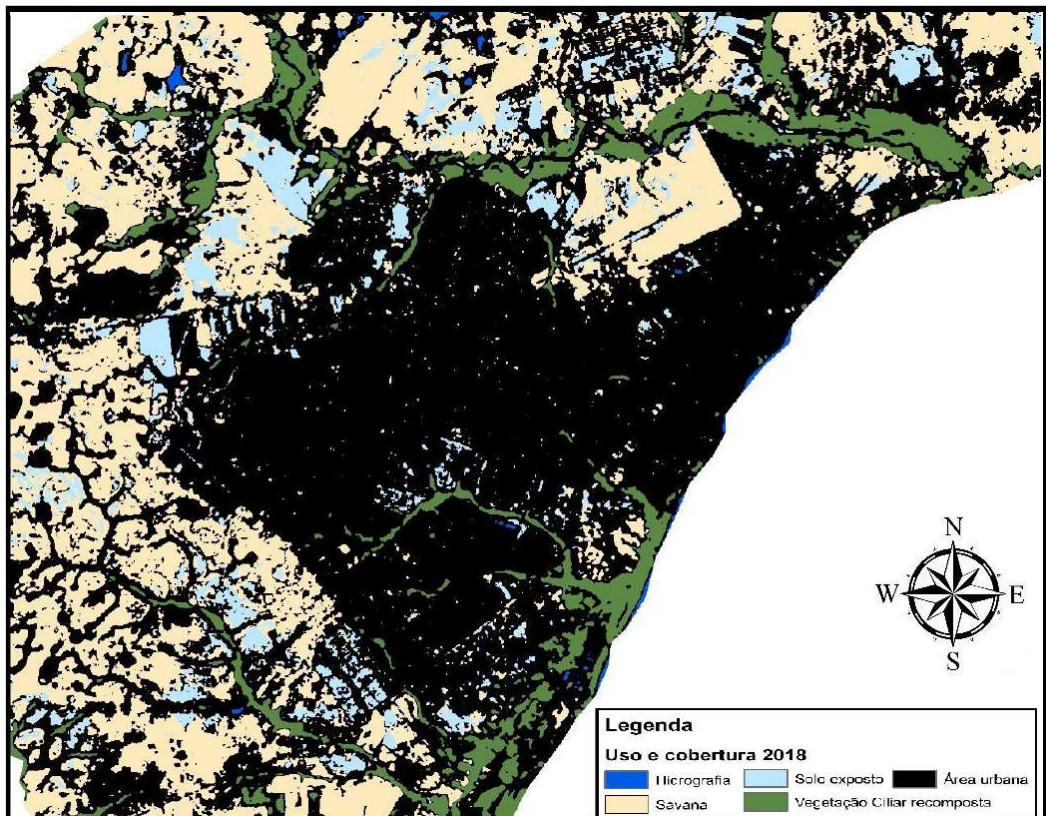 N
W E
S
Legenda
Uso e cobertura 2018
Hidrografia Solo exposto Área urbana
Savana Vegetação Ciliar recomposta